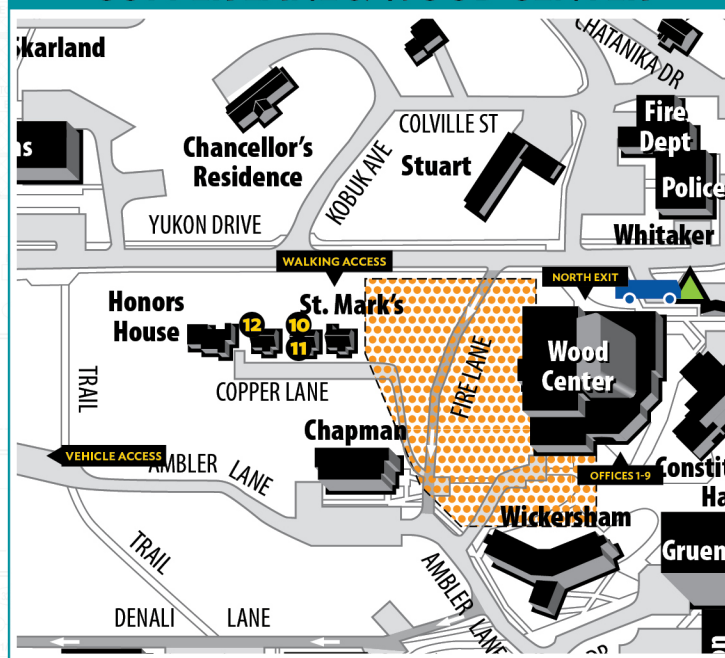 CHATANIKA DR
Skarland
Fire
Dept
COLVILLE ST
Chancellor's
Residence
Stuart
KOBUK AVE
Police
YUKON DRIVE
Whitaker
WALKING ACCESS
NORTH EXIT
Honors
House
St. Mark's
12
10
11
Wood
Center
FIRE LANE
TRAIL
COPPER LANE
Chapman
VEHICLE ACCESS
AMBLER LANE
OFFICES 1-9
Wickersham
TRAIL
AMBLER LANE
DENALI LANE